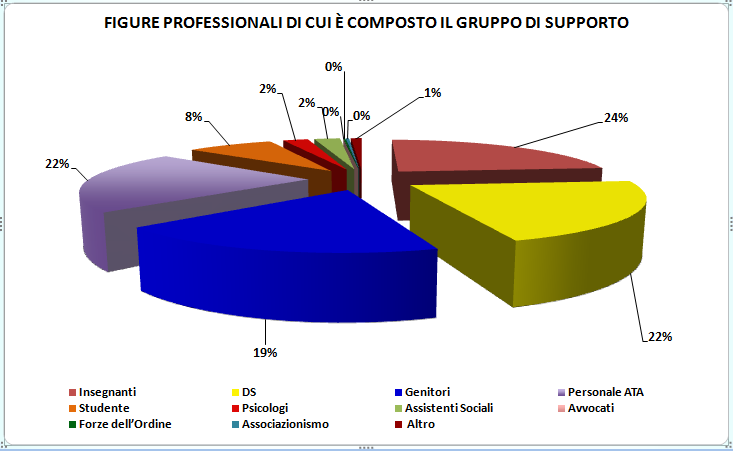 FIGURE PROFESSIONALI DI CUI È COMPOSTO IL GRUPPO DI SUPPORTO
0%
2%
2%
0%
0%
1%
8%
24%
22%
22%
19%
Insegnanti
DS
Genitori
Personale ATA
Studente
Psicologi
Assistenti Sociali
Avvocati
Forze dell'Ordine
Associazionismo
Altro